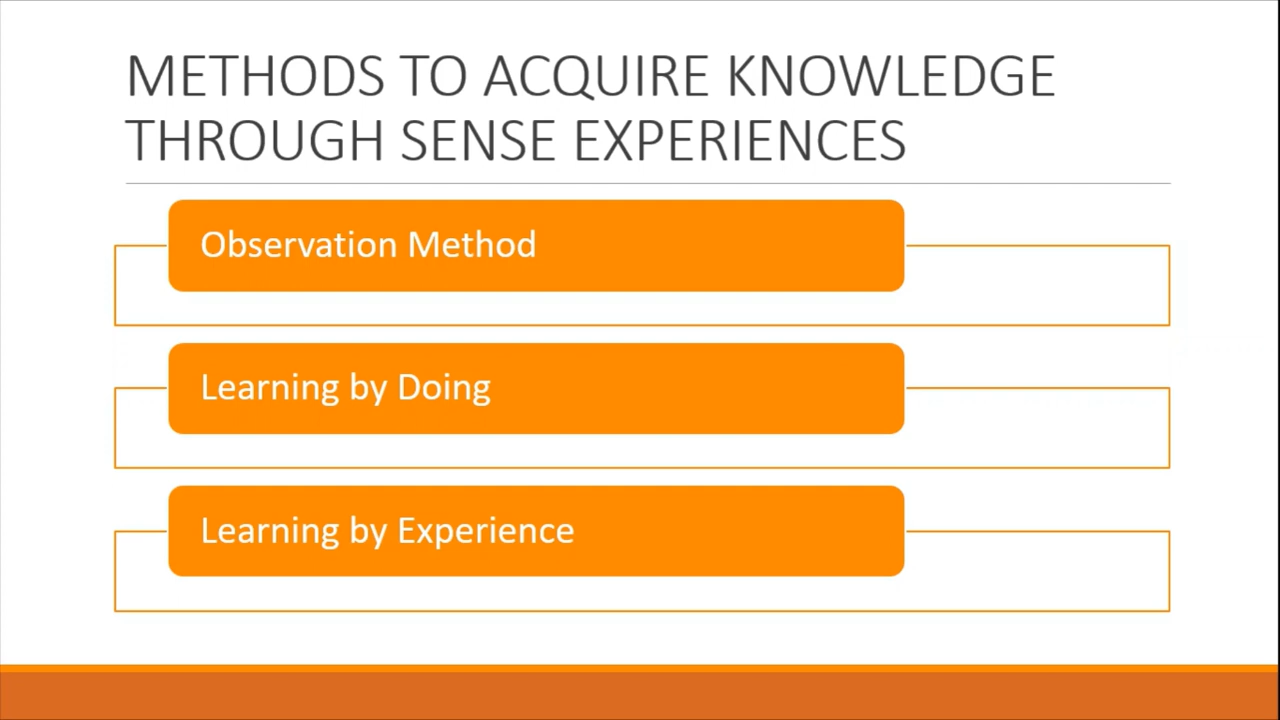 METHODS TO ACQUIRE KNOWLEDGE
THROUGH SENSE EXPERIENCES
Observation Method
Learning by Doing
Learning by Experience